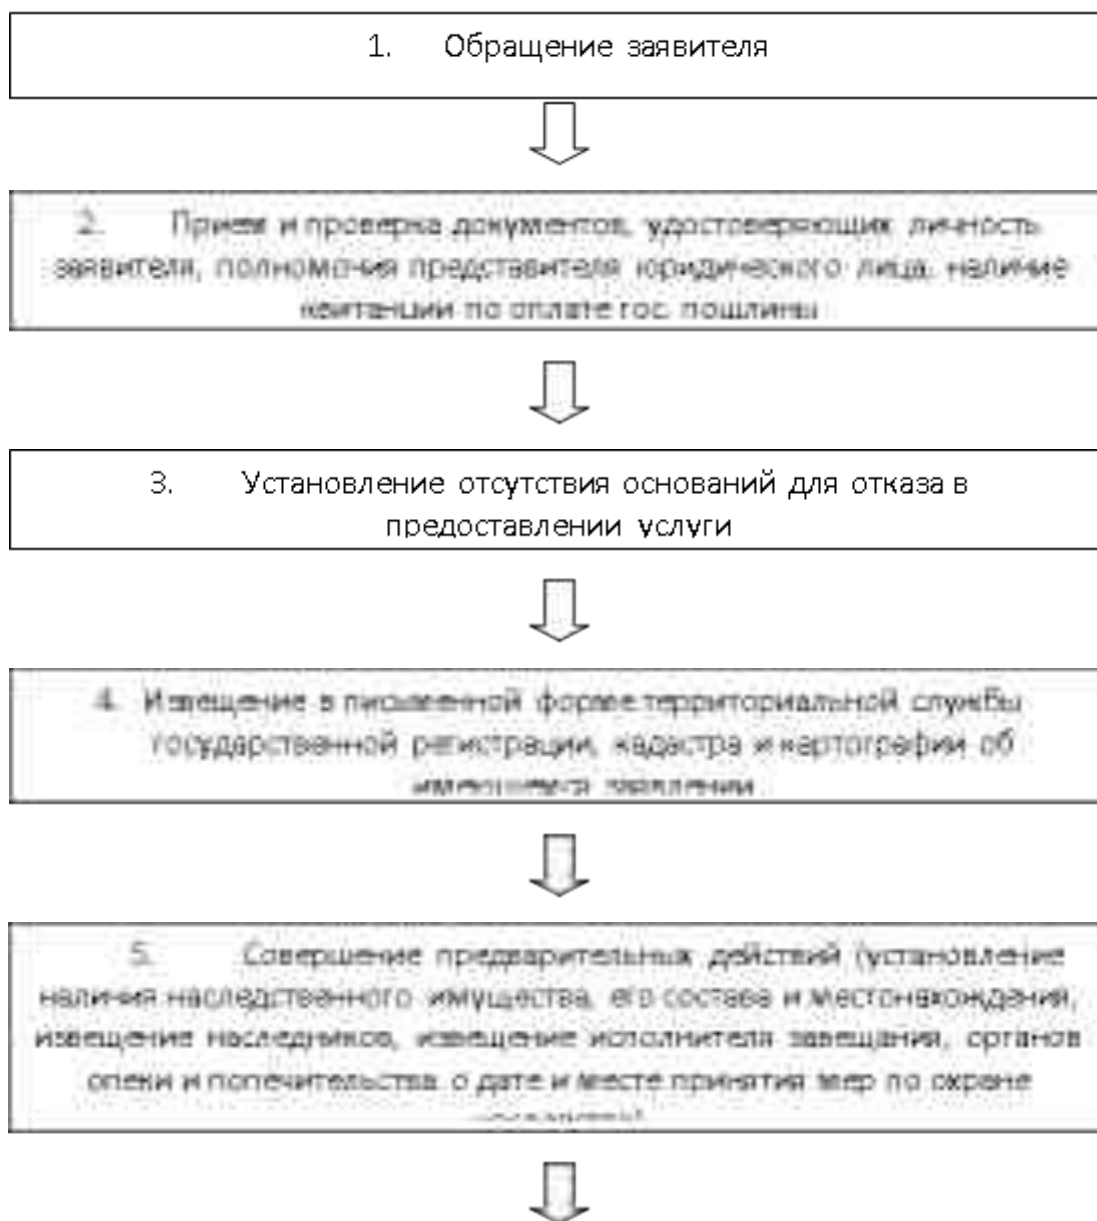 1. Обращение заявителя
2. Прием и проверка документов, удостоверяющих личность
заявителя, полномочия представителя юридического лица, наличие
квитанции по оплате гос. пошлины
3. Установление отсутствия оснований для отказа в
предоставлении услуги
4. Извещение в письменной форме территориальной службы
государственной регистрации, кадастра и картографии об
имеющемся заявлении
5. Совершение предварительных действий (установление
наличия наследственного имущества, его состава и местонахождения,
извещение наследников, извещение исполнителя завещания, органов
опеки и попечительства о дате и месте принятия мер по охране